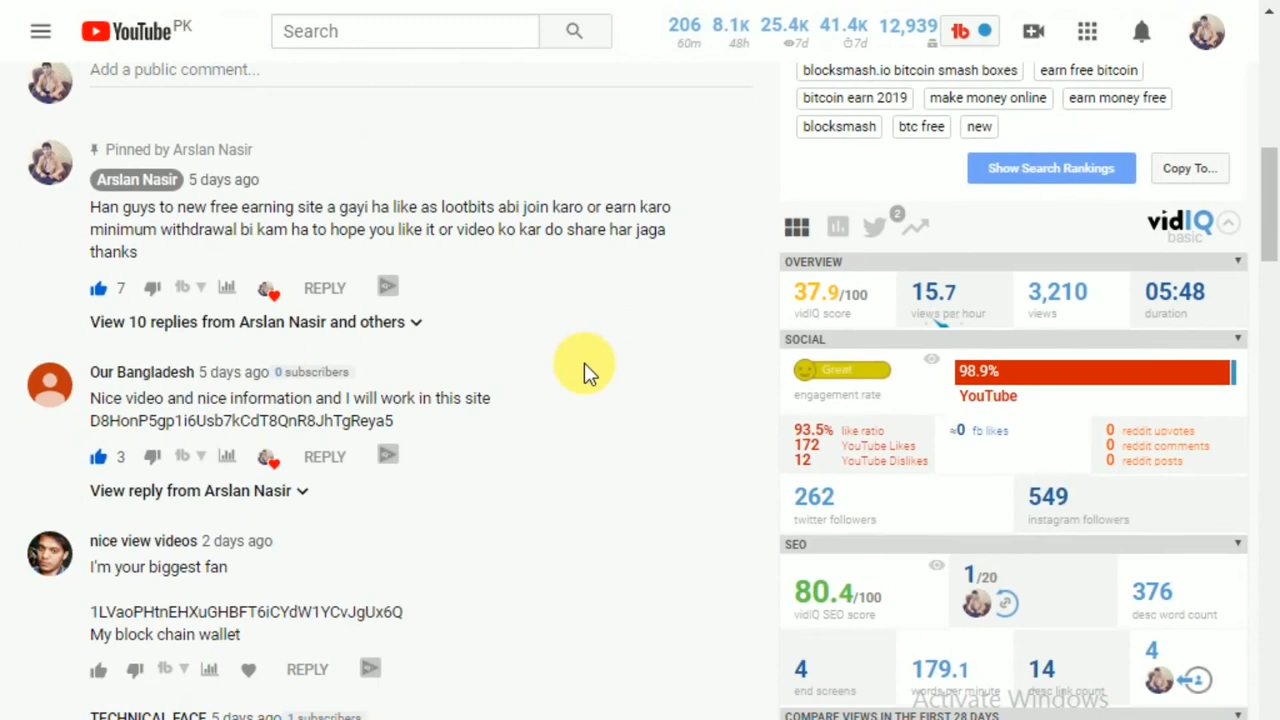 YouTube PK
Search
206 8.1k 25.4k 41.4k 12,939
60m 48h 7d 7d
tb
Add a public comment...
Pinned by Arslan Nasir
Arslan Nasir 5 days ago
Han guys to new free earning site a gayi ha like as lootbits abi join karo or earn karo
minimum withdrawal bi kam ha to hope you like it or video ko kar do share har jaga
thanks
7 tb REPLY
View 10 replies from Arslan Nasir and others
Our Bangladesh 5 days ago 0 subscribers
Nice video and nice information and I will work in this site
D8HonP5gp1i6Usb7kCdT8QnR8JhTgReya5
3 tb REPLY
View reply from Arslan Nasir
nice view videos 2 days ago
I'm your biggest fan
1LVaoPHtnEHXuGHBFT6iCYdW1YCvJgUx6Q
My block chain wallet
tb REPLY
TECHNICAL FACE 5 days ago 1 subscribers
blocksmash.io bitcoin smash boxes earn free bitcoin
bitcoin earn 2019 make money online earn money free
blocksmash btc free new
Show Search Rankings Copy To...
2
vidIQ
basic
OVERVIEW
37.9/100 15.7 3,210 05:48
vidIQ score views per hour views duration
SOCIAL
Great 98.9%
engagement rate YouTube
93.5% like ratio ≈0 fb likes 0 reddit upvotes
172 YouTube Likes 0 reddit comments
12 YouTube Dislikes 0 reddit posts
262 549
twitter followers instagram followers
SEO
80.4/100 1/20 376
vidIQ SEO score desc word count
4 179.1 14 4
end screens words per minute desc link count
Activate Windows
COMPARE VIEWS IN THE FIRST 28 DAYS